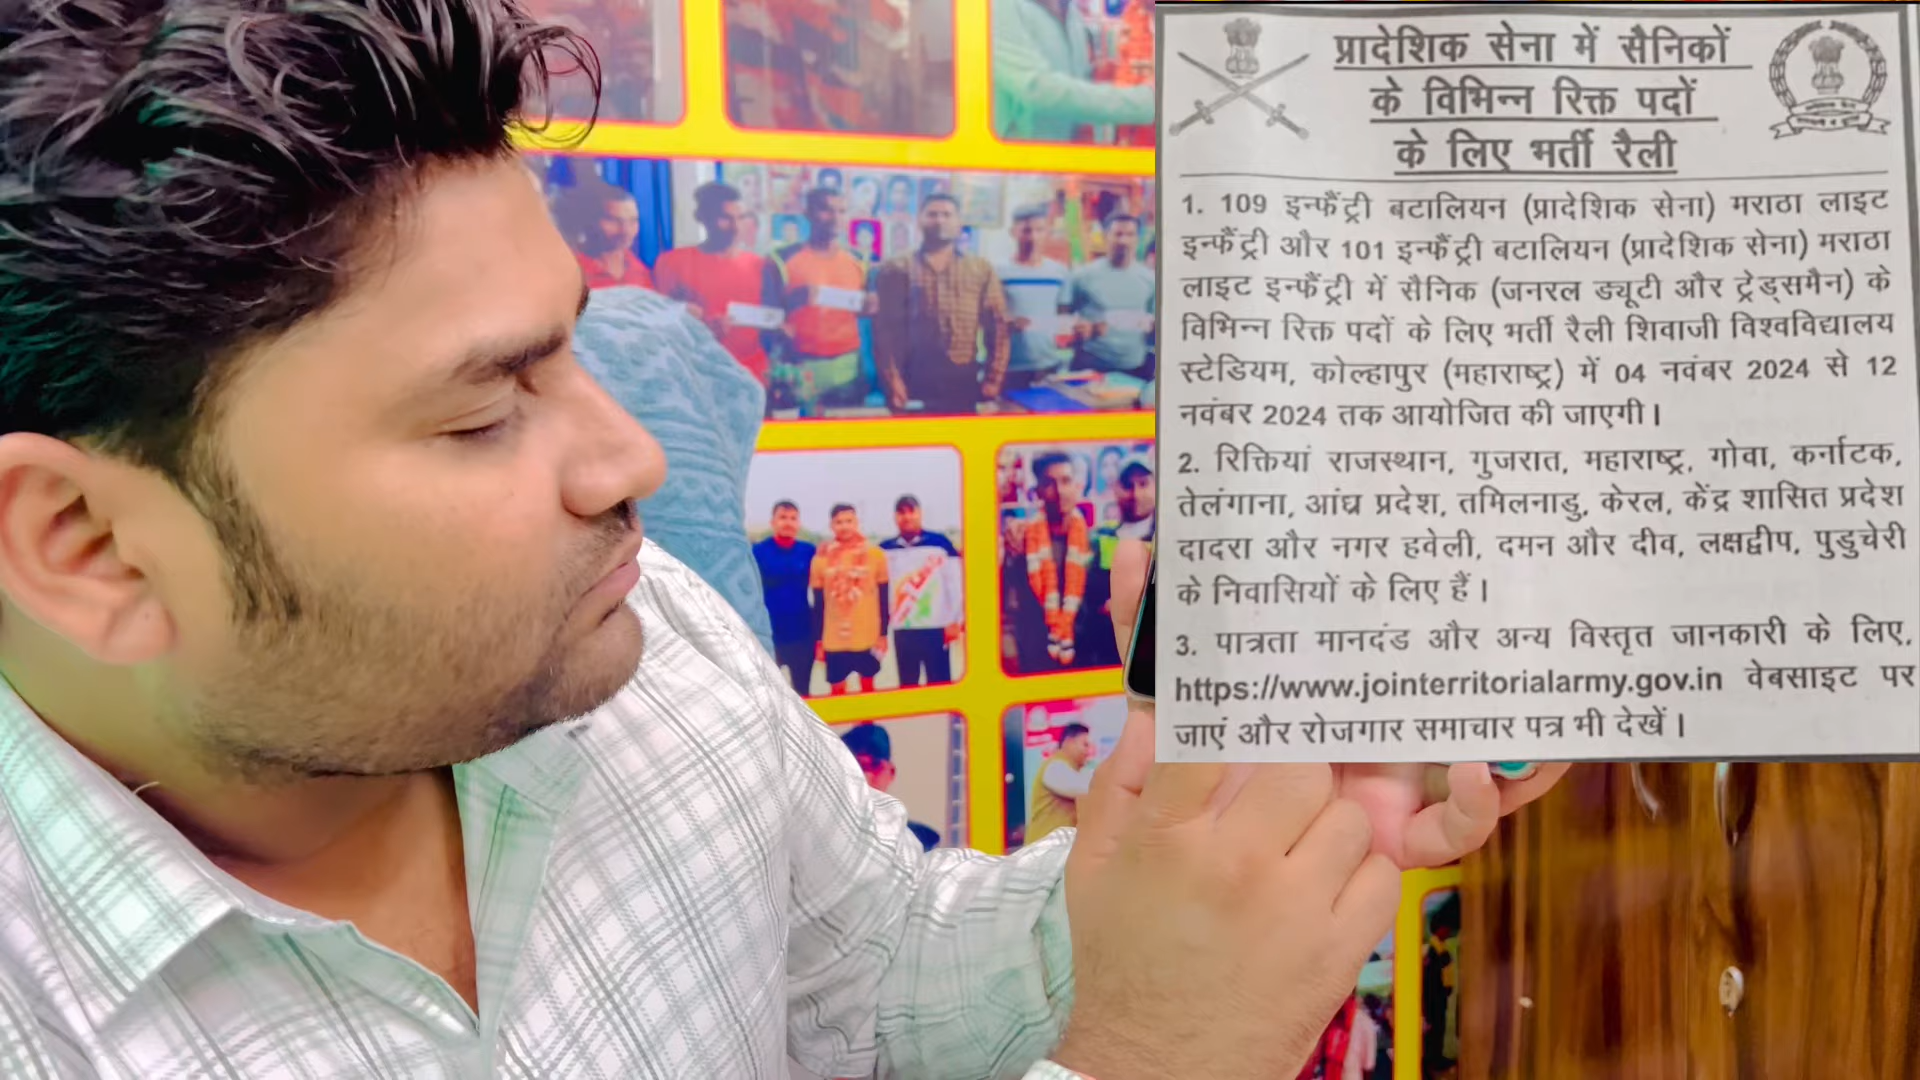 प्रादेशिक सेना में सैनिकों
के विभिन्न रिक्त पदों
के लिए भर्ती रैली
1. 109 इन्फैंट्री बटालियन (प्रादेशिक सेना) मराठा लाइट
इन्फैंट्री और 101 इन्फैंट्री बटालियन (प्रादेशिक सेना) मराठा
लाइट इन्फैंट्री में सैनिक (जनरल ड्यूटी और ट्रेड्समैन) के
विभिन्न रिक्त पदों के लिए भर्ती रैली शिवाजी विश्वविद्यालय
स्टेडियम, कोल्हापुर (महाराष्ट्र) में 04 नवंबर 2024 से 12
नवंबर 2024 तक आयोजित की जाएगी।
2. रिक्तियां राजस्थान, गुजरात, महाराष्ट्र, गोवा, कर्नाटक,
तेलंगाना, आंध्र प्रदेश, तमिलनाडु, केरल, केंद्र शासित प्रदेश
दादरा और नगर हवेली, दमन और दीव, लक्षद्वीप, पुडुचेरी
के निवासियों के लिए हैं।
3. पात्रता मानदंड और अन्य विस्तृत जानकारी के लिए,
https://www.jointerritorialarmy.gov.in वेबसाइट पर
जाएं और रोजगार समाचार पत्र भी देखें।